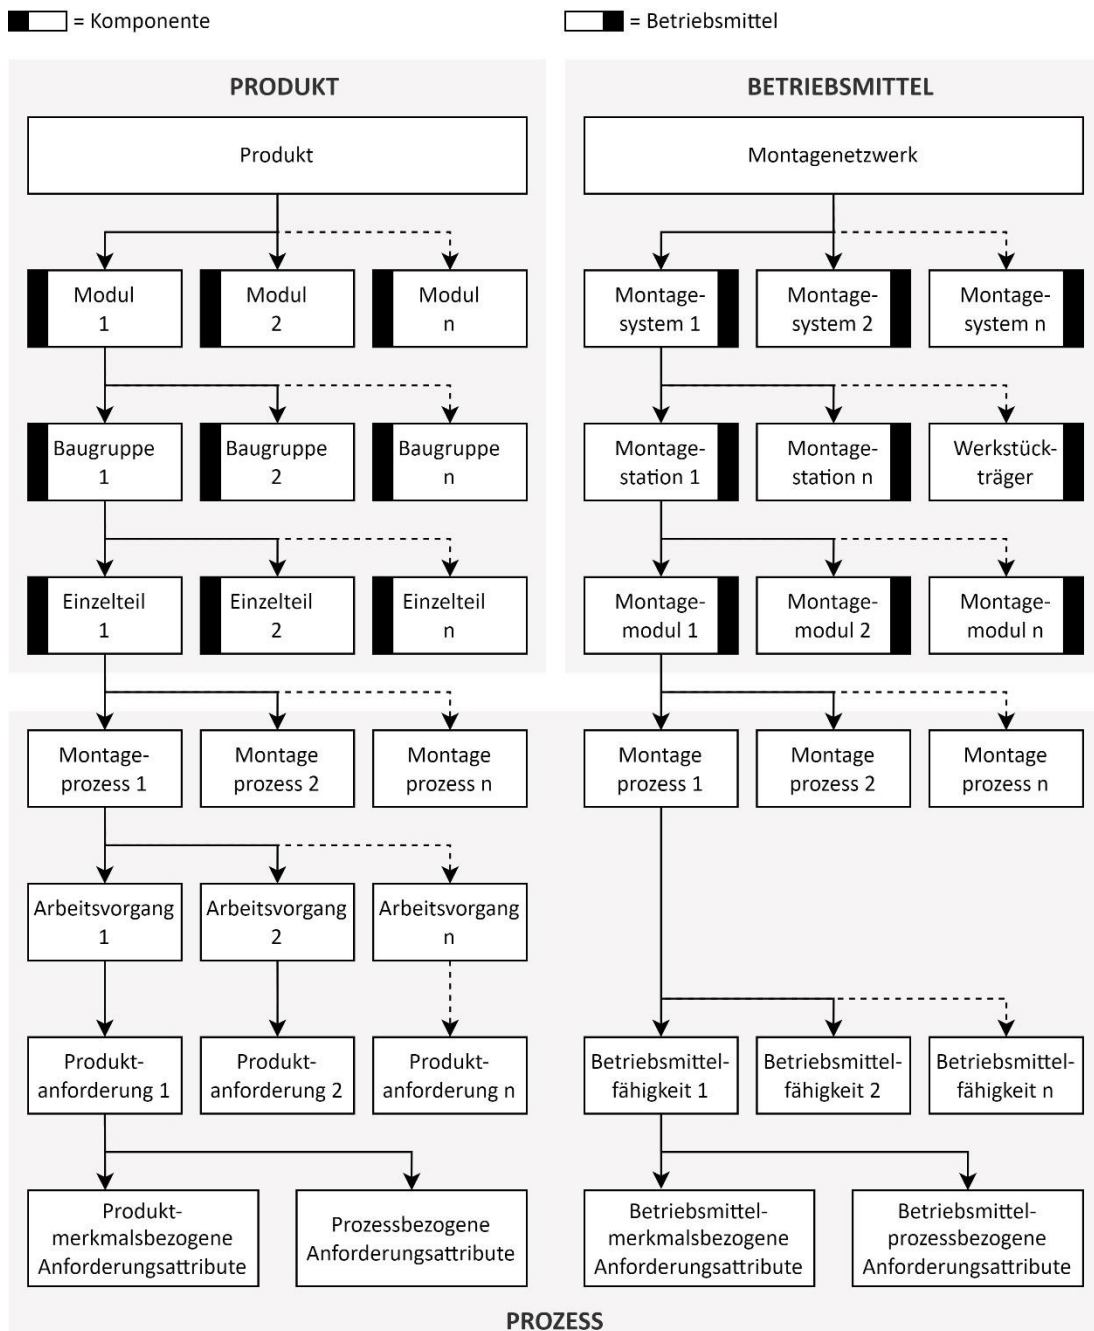 = Komponente
= Betriebsmittel
PRODUKT
BETRIEBSMITTEL
Produkt
Montagenetzwerk
Modul
1
Modul
2
Modul
n
Montage-
system 1
Montage-
system 2
Montage-
system n
Baugruppe
1
Baugruppe
2
Baugruppe
n
Montage-
station 1
Montage-
station n
Werkstück-
träger
Einzelteil
1
Einzelteil
2
Einzelteil
n
Montage-
modul 1
Montage-
modul 2
Montage-
modul n
Montage-
prozess 1
Montage
prozess 2
Montage
prozess n
Montage
prozess 1
Montage
prozess 2
Montage
prozess n
Arbeitsvorgang
1
Arbeitsvorgang
2
Arbeitsvorgang
n
Produkt-
anforderung 1
Produkt-
anforderung 2
Produkt-
anforderung n
Betriebsmittel-
fähigkeit 1
Betriebsmittel-
fähigkeit 2
Betriebsmittel-
fähigkeit n
Produkt-
merkmalsbezogene
Anforderungsattribute
Prozessbezogene
Anforderungsattribute
Betriebsmittel-
merkmalsbezogene
Anforderungsattribute
Betriebsmittel-
prozessbezogene
Anforderungsattribute
PROZESS